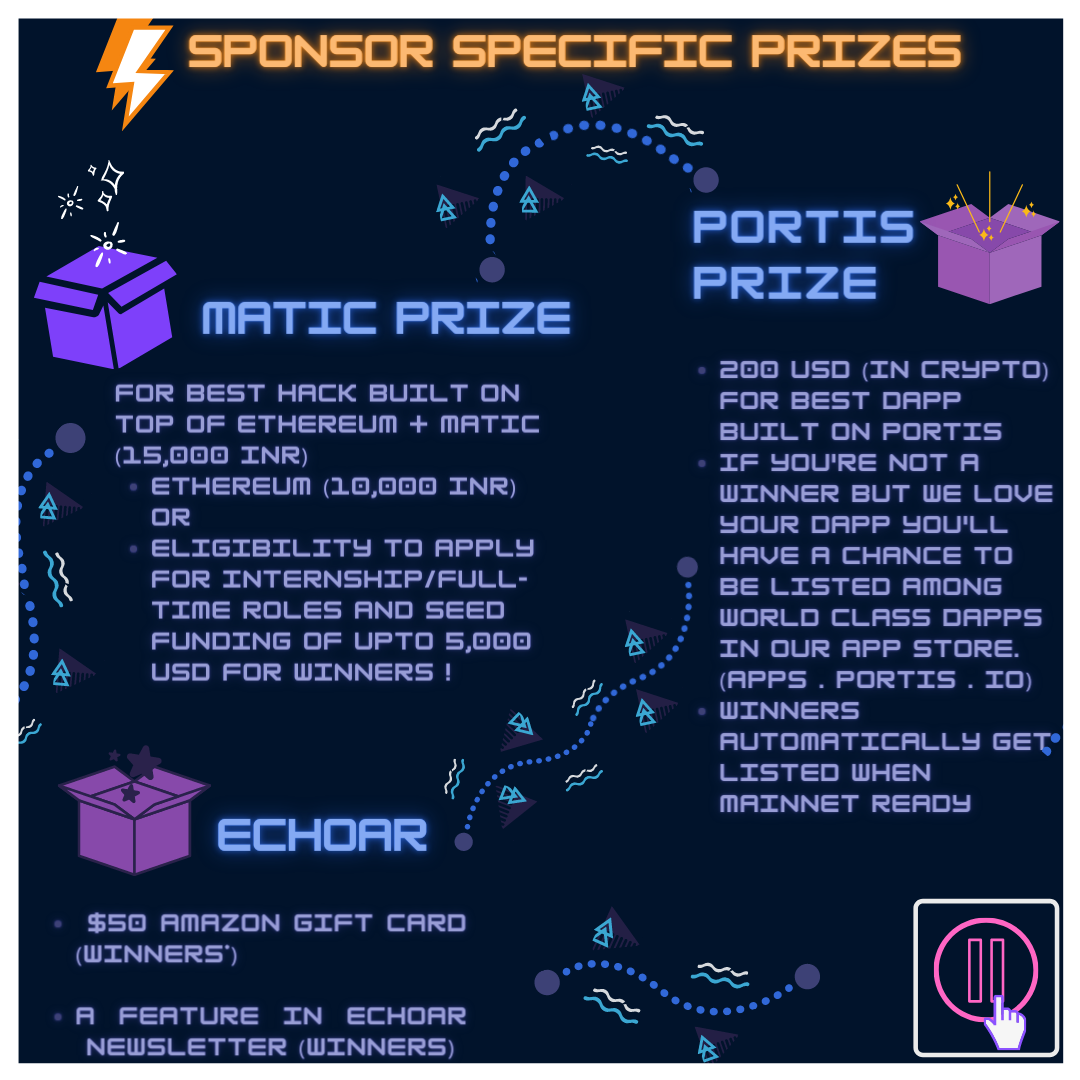 SPONSOR SPECIFIC PRIZES
MATIC PRIZE
FOR BEST HACK BUILT ON
TOP OF ETHEREUM + MATIC
(15,000 INR)
• ETHEREUM (10,000 INR)
OR
• ELIGIBILITY TO APPLY
FOR INTERNSHIP/FULL-
TIME ROLES AND SEED
FUNDING OF UPTO 5,000
USD FOR WINNERS !
PORTIS
PRIZE
• 200 USD (IN CRYPTO)
FOR BEST DAPP
BUILT ON PORTIS
• IF YOU'RE NOT A
WINNER BUT WE LOVE
YOUR DAPP YOU'LL
HAVE A CHANCE TO
BE LISTED AMONG
WORLD CLASS DAPPS
IN OUR APP STORE.
(APPS . PORTIS . IO)
• WINNERS
AUTOMATICALLY GET
LISTED WHEN
MAINNET READY
ECHOAR
• $50 AMAZON GIFT CARD
(WINNERS*)
• A FEATURE IN ECHOAR
NEWSLETTER (WINNERS)